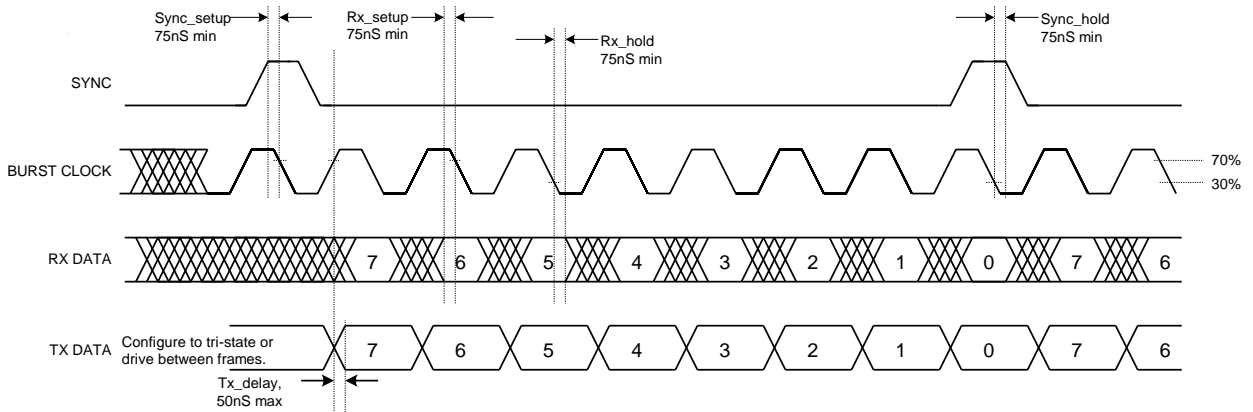 Sync_setup
75nS min
Rx_setup
75nS min
Rx_hold
75nS min
Sync_hold
75nS min
SYNC
BURST CLOCK
70%
30%
RX DATA
7 6 5 4 3 2 1 0 7 6
TX DATA
Configure to tri-state or
drive between frames.
7 6 5 4 3 2 1 0 7 6
Tx_delay,
50nS max